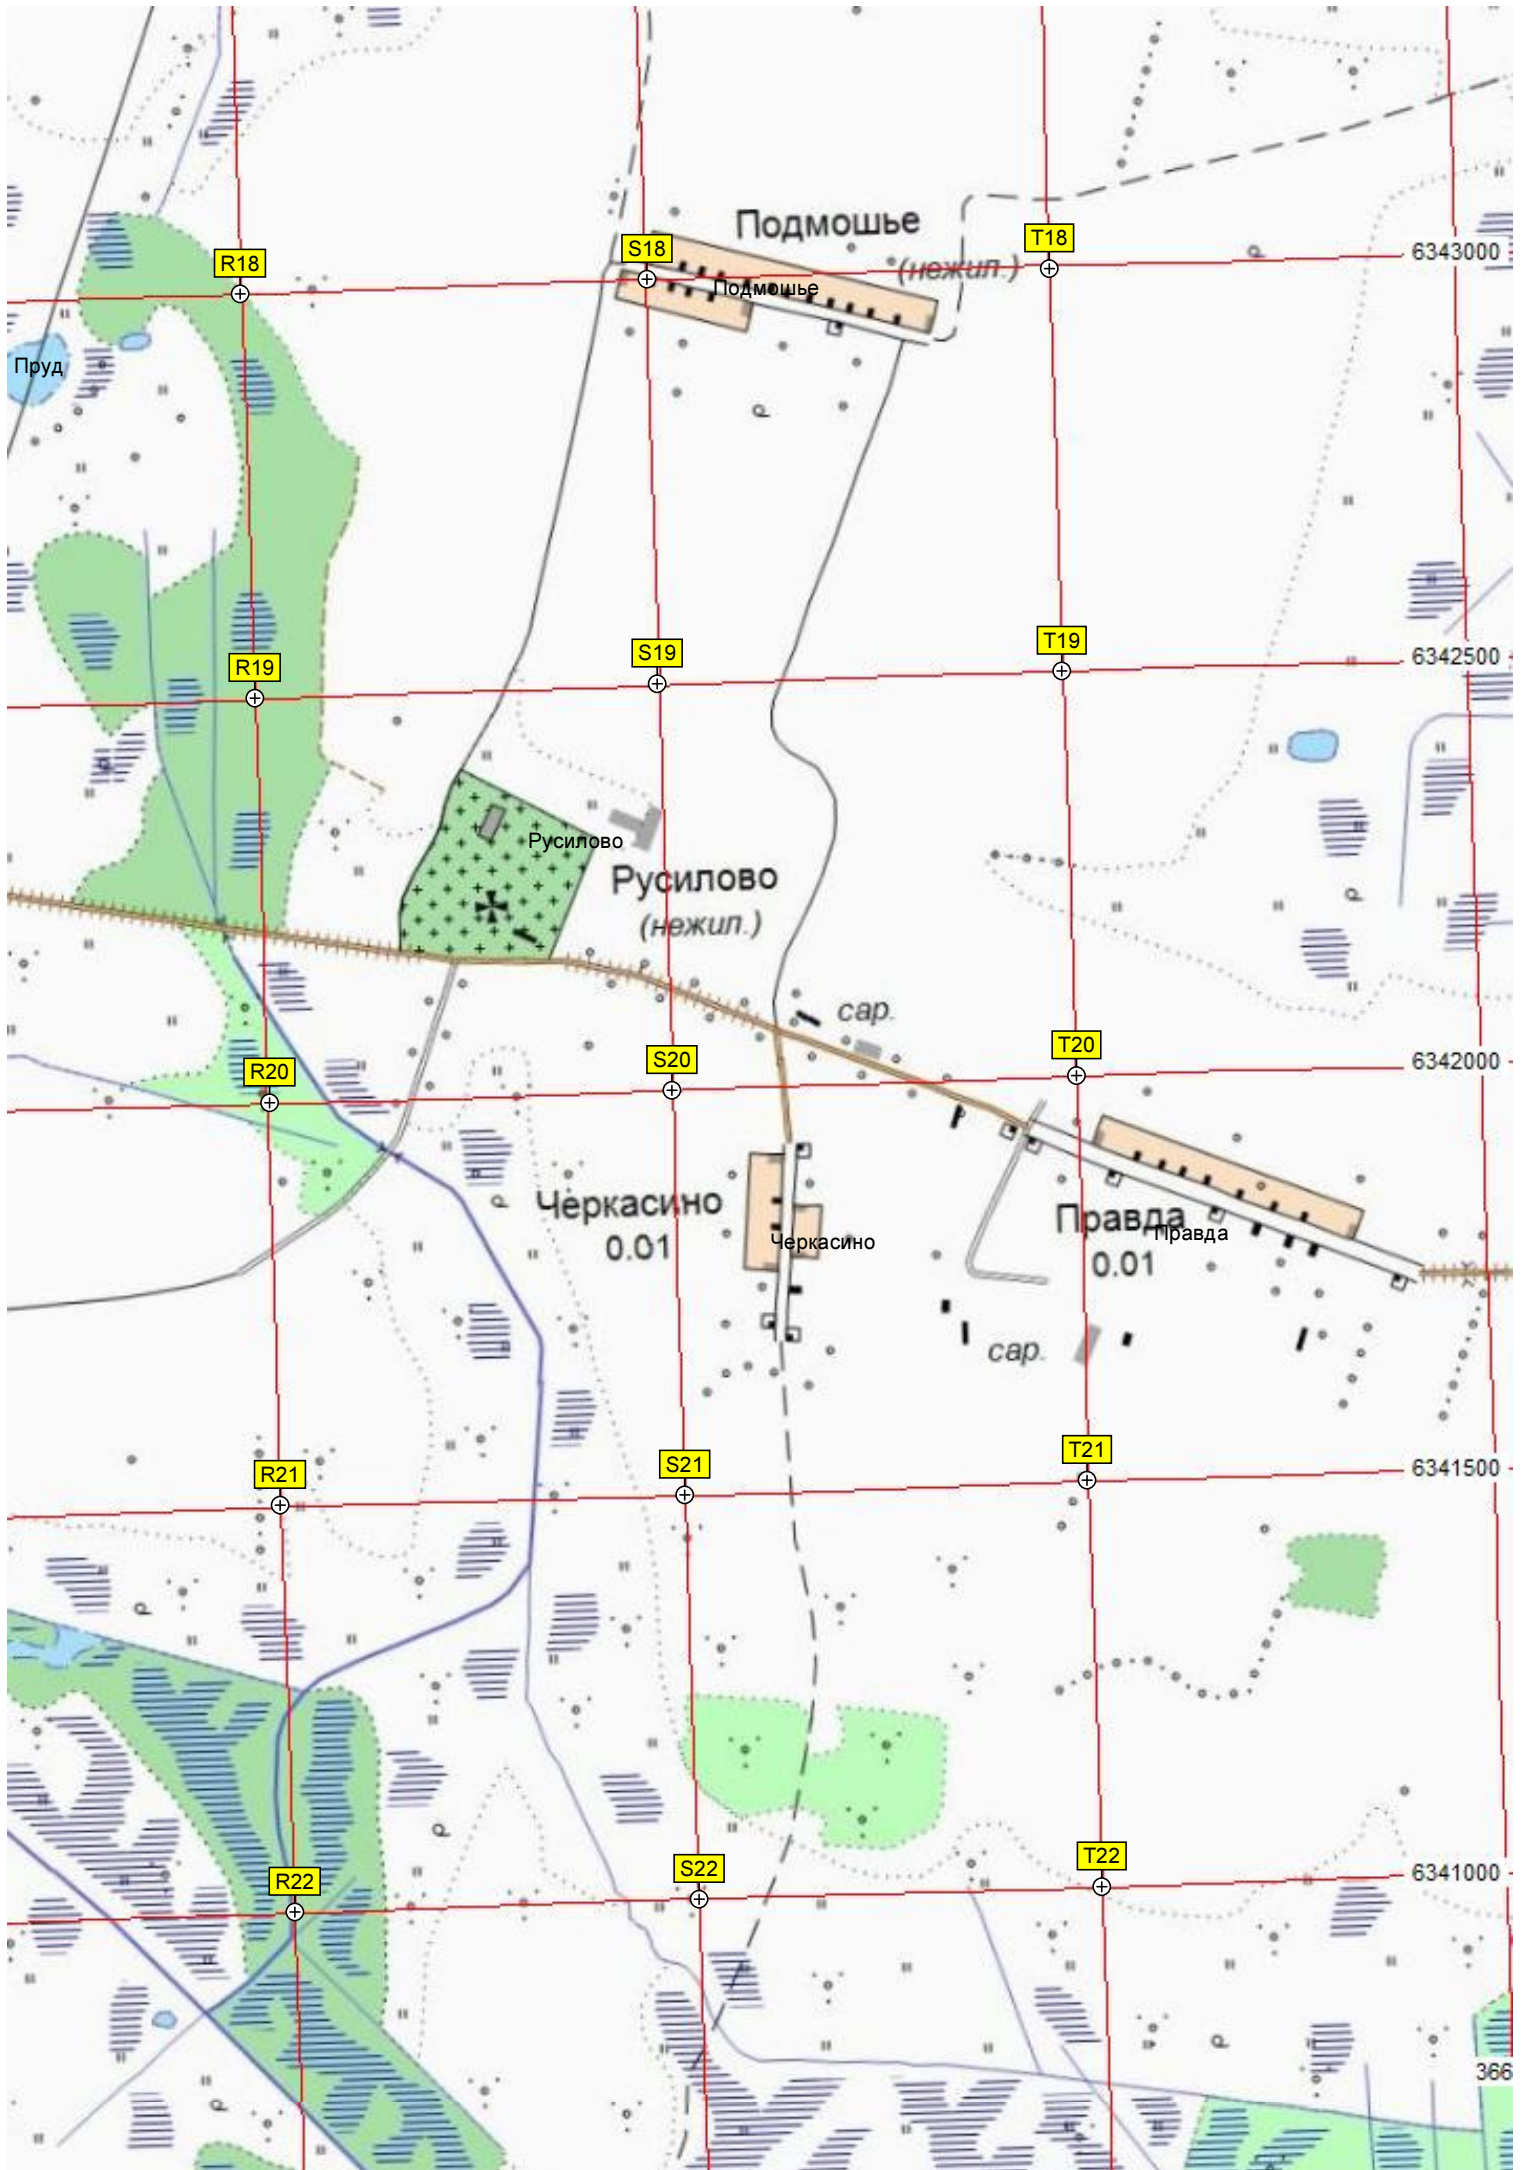 Подмошье
(нежил.)
T18
S18
R18
6343000
Подмошье
Пруд
T19
S19
R19
6342500
Русилово
Русилово
(нежил.)
сар.
T20
S20
R20
6342000
Черкасино
0.01
Черкасино
Правда
Правда
0.01
сар.
T21
S21
R21
6341500
T22
S22
R22
6341000
366